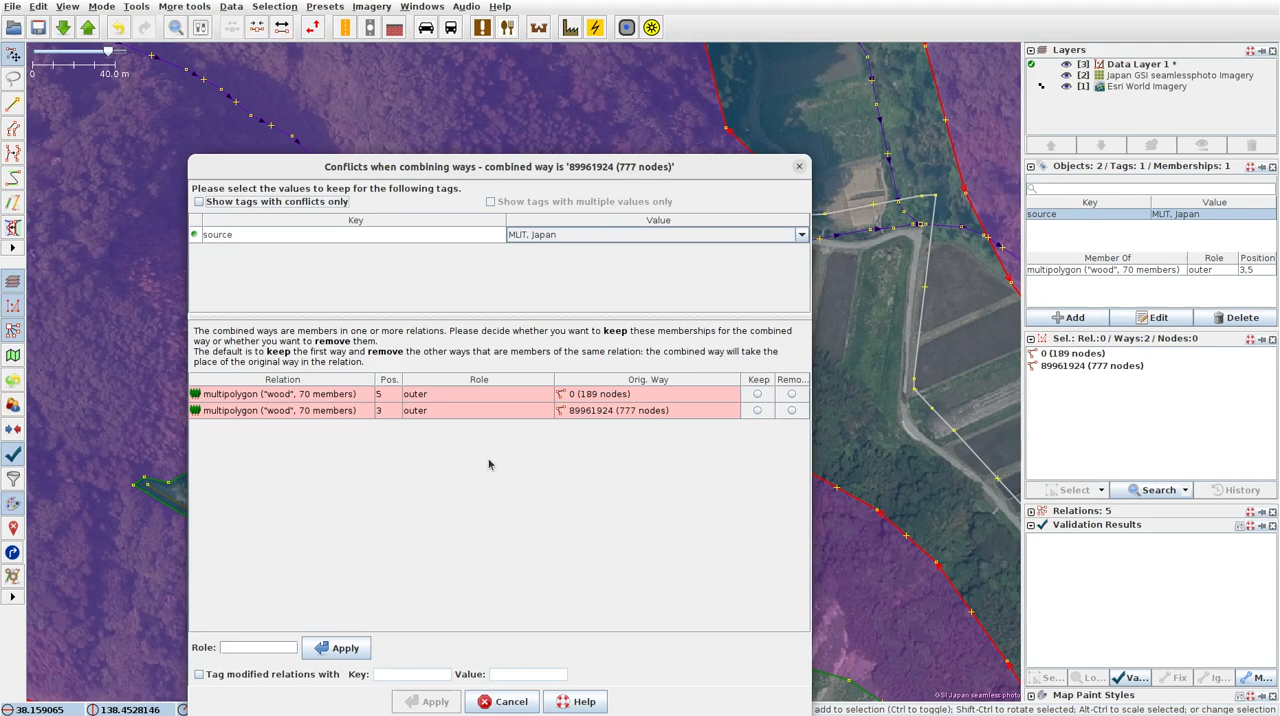 File Edit View Mode Tools More tools Data Selection Presets Imagery Windows Audio Help
0 40.0 m
Layers
[3] Data Layer 1 *
[2] Japan GSI seamlessphoto Imagery
[1] Esri World Imagery
Conflicts when combining ways - combined way is '89961924 (777 nodes)'
Please select the values to keep for the following tags.
Show tags with conflicts only Show tags with multiple values only
Key Value
source MLIT, Japan
The combined ways are members in one or more relations. Please decide whether you want to keep these memberships for the combined
way or whether you want to remove them.
The default is to keep the first way and remove the other ways that are members of the same relation: the combined way will take the
place of the original way in the relation.
Relation Pos. Role Orig. Way Keep Remo...
multipolygon ("wood", 70 members) 5 outer 0 (189 nodes)
multipolygon ("wood", 70 members) 3 outer 89961924 (777 nodes)
Role: Apply
Tag modified relations with Key: Value:
Apply Cancel Help
Objects: 2 / Tags: 1 / Memberships: 1
Key Value
source MLIT, Japan
Member Of Role Position
multipolygon ("wood", 70 members) outer 3,5
Add Edit Delete
Sel.: Rel.:0 / Ways:2 / Nodes:0
0 (189 nodes)
89961924 (777 nodes)
Select Search History
Relations: 5
Validation Results
Se... Lo... Va... Fix Ig... M...
Map Paint Styles
GSI Japan seamless photo
38.159065 138.4528146 add to selection (Ctrl to toggle); Shift-Ctrl to rotate selected; Alt-Ctrl to scale selected; or change selection